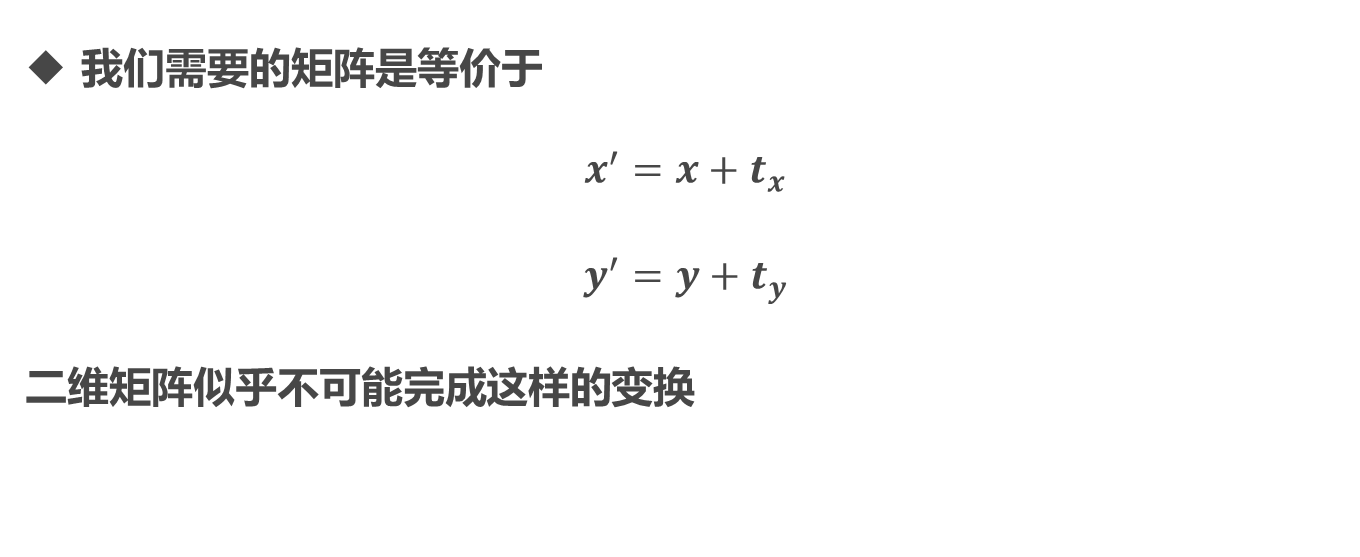 ◆ 我们需要的矩阵是等价于
x′ = x + tₓ
y′ = y + t_y
二维矩阵似乎不可能完成这样的变换